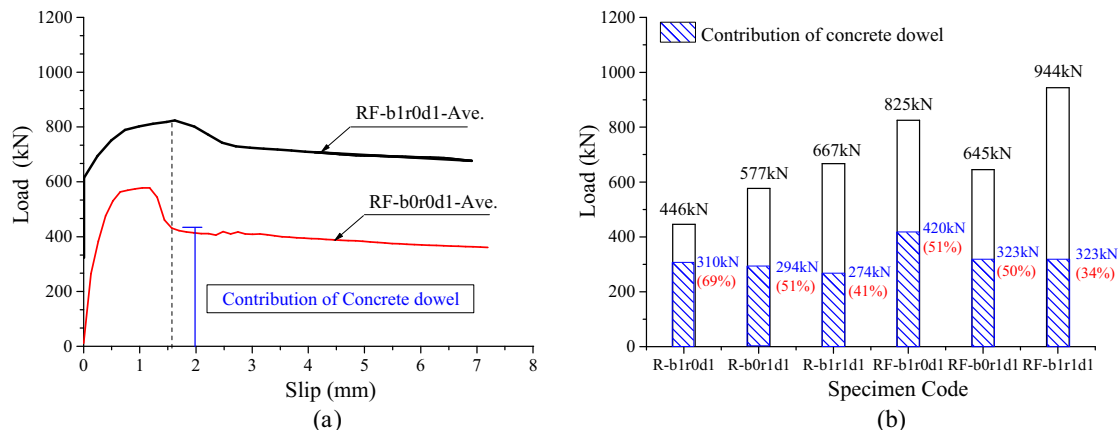 1200
1000
800
600
400
200
0
Load (kN)
RF-b1r0d1-Ave.
RF-b0r0d1-Ave.
Contribution of Concrete dowel
0 1 2 3 4 5 6 7 8
Slip (mm)
(a)
1200
1000
800
600
400
200
0
Load (kN)
Contribution of concrete dowel
446kN
577kN
667kN
825kN
645kN
944kN
310kN
(69%)
294kN
(51%)
274kN
(41%)
420kN
(51%)
323kN
(50%)
323kN
(34%)
R-b1r0d1 R-b0r1d1 R-b1r1d1 RF-b1r0d1 RF-b0r1d1 RF-b1r1d1
Specimen Code
(b)